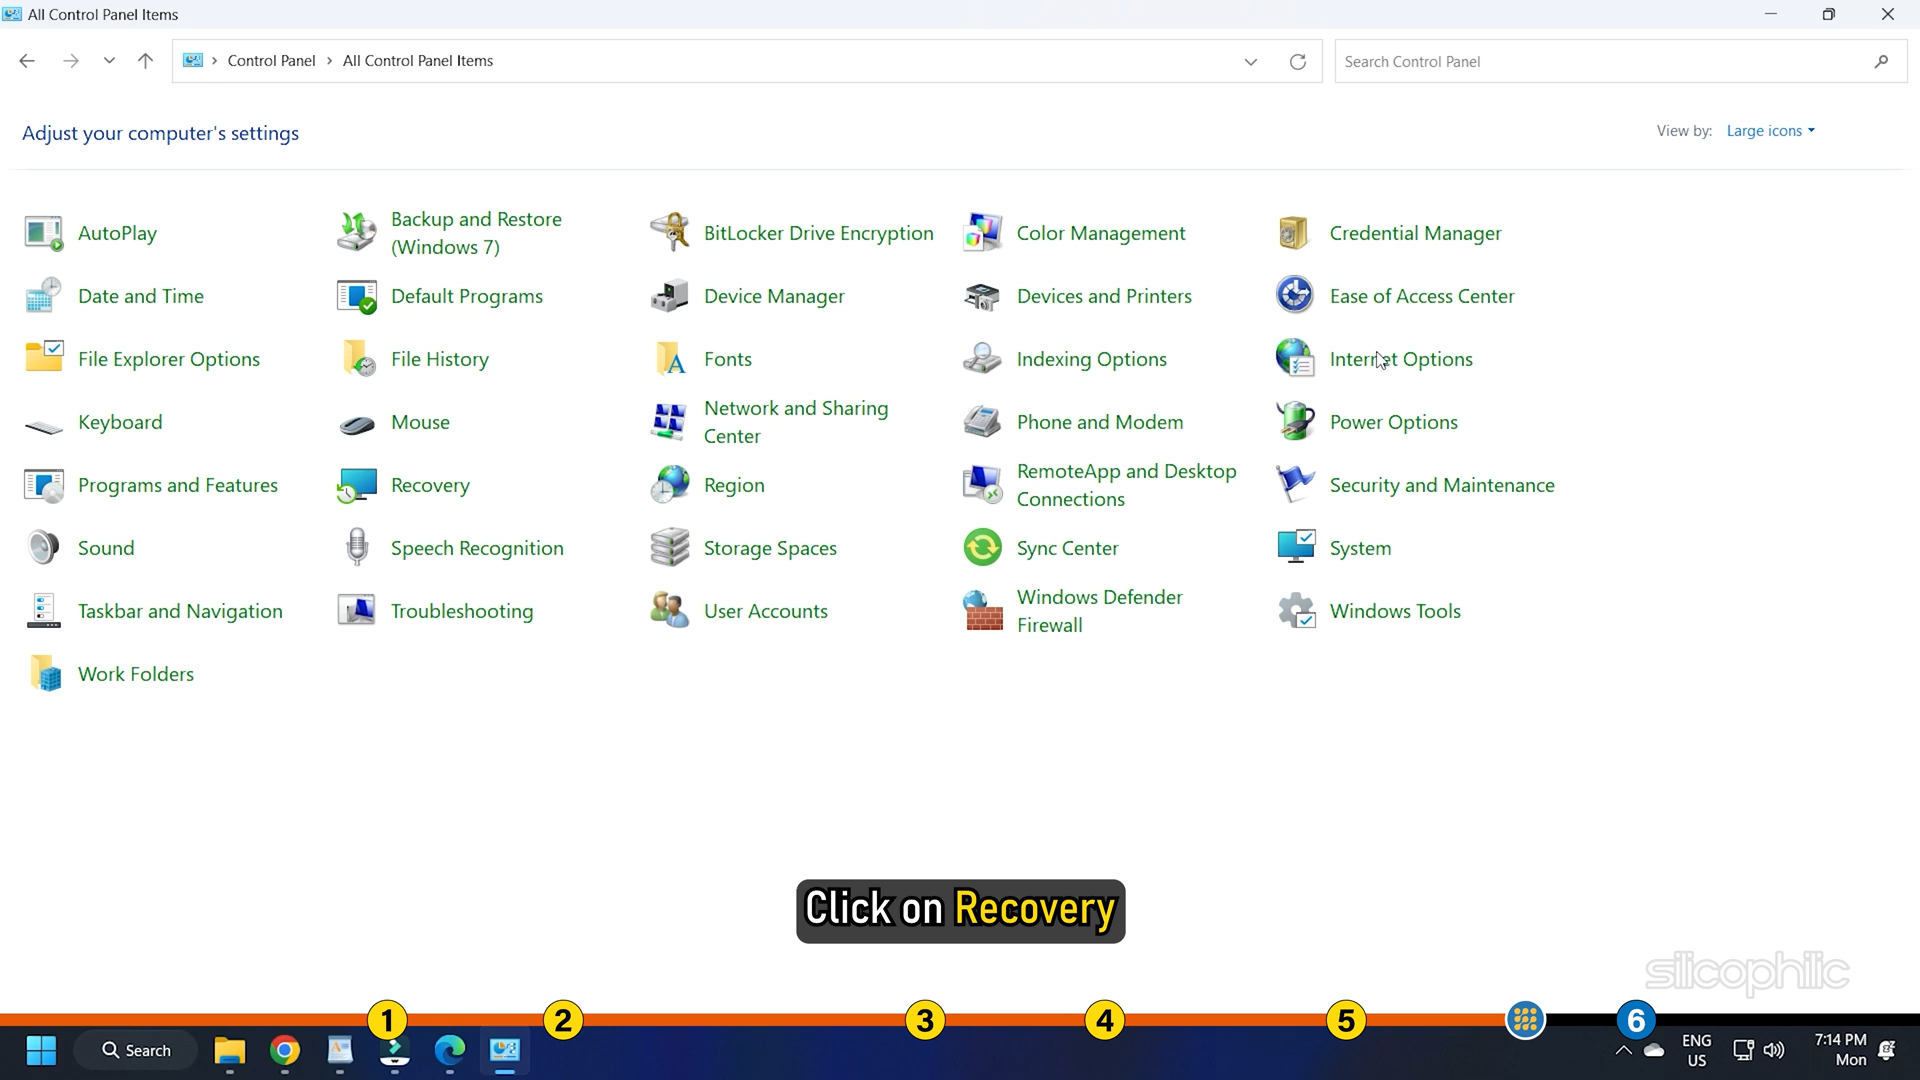 All Control Panel Items
Control Panel
All Control Panel Items
Search Control Panel
Adjust your computer's settings
View by:
Large icons
AutoPlay
Backup and Restore
(Windows 7)
BitLocker Drive Encryption
Color Management
Credential Manager
Date and Time
Default Programs
Device Manager
Devices and Printers
Ease of Access Center
File Explorer Options
File History
Fonts
Indexing Options
Internet Options
Keyboard
Mouse
Network and Sharing
Center
Phone and Modem
Power Options
Programs and Features
Recovery
Region
RemoteApp and Desktop
Connections
Security and Maintenance
Sound
Speech Recognition
Storage Spaces
Sync Center
System
Taskbar and Navigation
Troubleshooting
User Accounts
Windows Defender
Firewall
Windows Tools
Work Folders
Click on Recovery
silicophilic
1
2
3
4
5
6
Search
ENG
US
7:14 PM
Mon